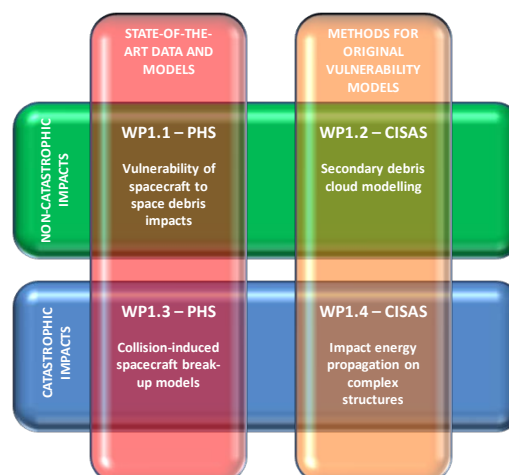 STATE-OF-THE-
ART DATA AND
MODELS
METHODS FOR
ORIGINAL
VULNERABILITY
MODELS
NON-CATASTROPHIC
IMPACTS
WP1.1 – PHS
Vulnerability of
spacecraft to
space debris
impacts
WP1.2 – CISAS
Secondary debris
cloud modelling
CATASTROPHIC
IMPACTS
WP1.3 – PHS
Collision-induced
spacecraft break-
up models
WP1.4 – CISAS
Impact energy
propagation on
complex
structures